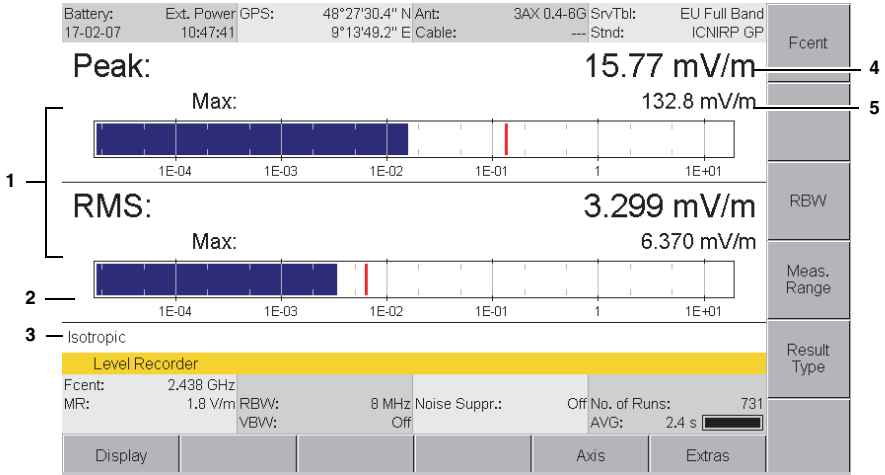 Battery: Ext. Power GPS: 48°27'30.4" N Ant: 3AX 0.4-6G SrvTbl: EU Full Band
17-02-07 10:47:41 9°13'49.2" E Cable: --- Stnd: ICNIRP GP
Fcent
Peak: 15.77 mV/m 4
Max: 132.8 mV/m 5
1E-04 1E-03 1E-02 1E-01 1 1E+01
1
RMS: 3.299 mV/m
RBW
Max: 6.370 mV/m
Meas.
Range
2
1E-04 1E-03 1E-02 1E-01 1 1E+01
3 Isotropic
Result
Type
Level Recorder
Fcent: 2.438 GHz
MR: 1.8 V/m RBW: 8 MHz Noise Suppr.: Off No. of Runs: 731
VBW: Off AVG: 2.4 s
Display Axis Extras